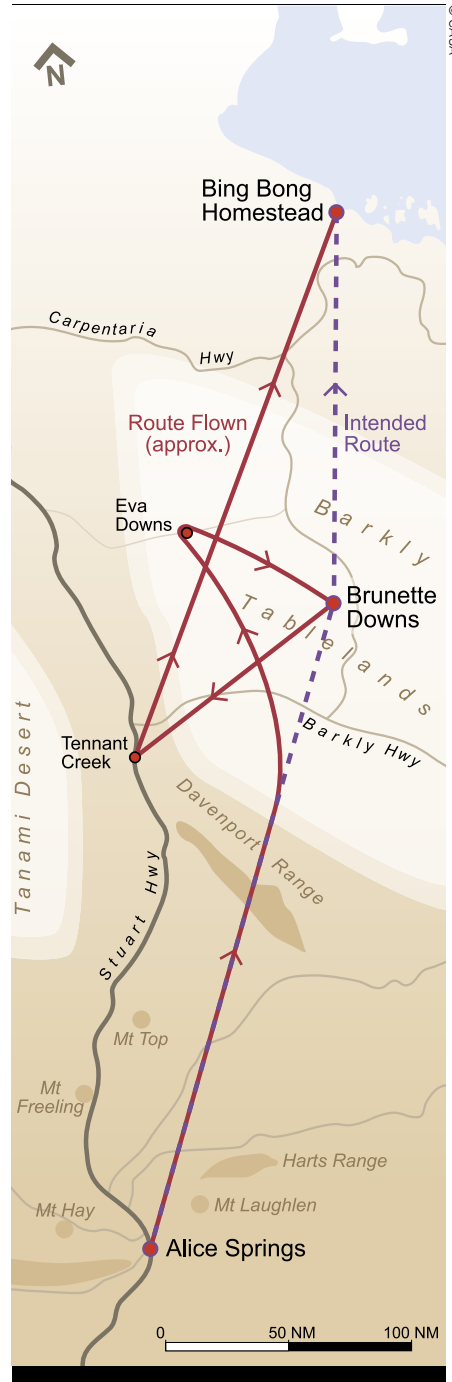 © CASA
N
Bing Bong
Homestead
Carpentaria
Hwy
Route Flown
(approx.)
Intended
Route
Eva
Downs
Barkly
Tablelands
Brunette
Downs
Barkly Hwy
Tennant
Creek
Tanami Desert
Davenport Range
Stuart Hwy
Mt Top
Mt
Freeling
Harts Range
Mt Laughlen
Mt Hay
Alice Springs
0
50 NM
100 NM